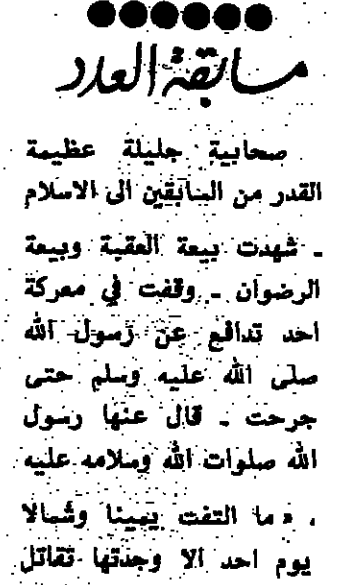 مسابقة العدد
صحابية جليلة عظيمة
القدر من السابقين الى الاسلام
ـ شهدت بيعة العقبة وبيعة
الرضوان ـ وقفت في معركة
احد تدافع عن رسول الله
صلى الله عليه وسلم حتى
جرحت ـ قال عنها رسول
الله صلوات الله وسلامه عليه
، « ما التفت يمينا وشمالا
يوم احد الا وجدتها تقاتل